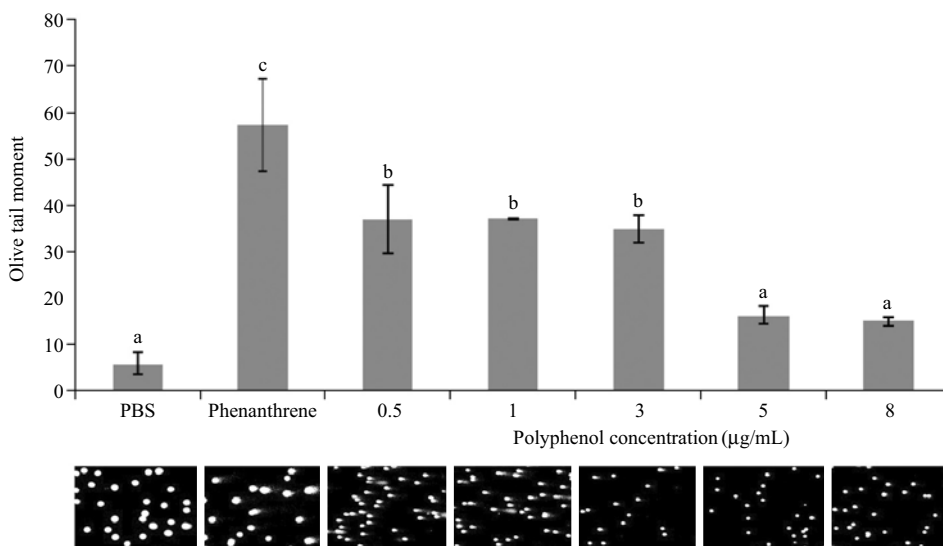 80
70
60
50
40
30
20
10
0
Olive tail moment
a
c
b
b
b
a
a
PBS Phenanthrene 0.5 1 3 5 8
Polyphenol concentration (μg/mL)